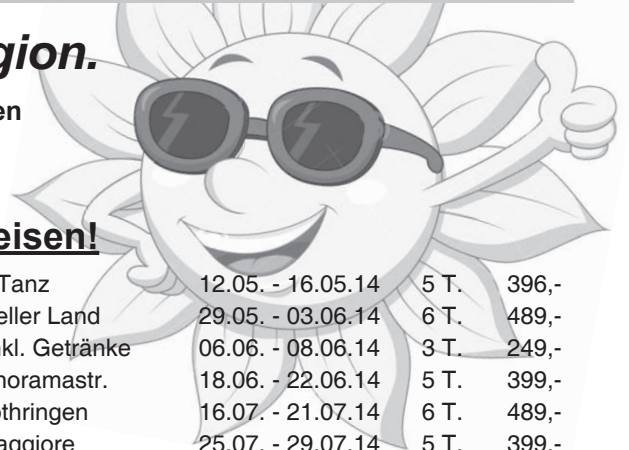 gion.
en
eisen!
Tanz 12.05. - 16.05.14 5 T. 396,-
eller Land 29.05. - 03.06.14 6 T. 489,-
kl. Getränke 06.06. - 08.06.14 3 T. 249,-
noramastr. 18.06. - 22.06.14 5 T. 399,-
othringen 16.07. - 21.07.14 6 T. 489,-
aggiore 25.07. - 29.07.14 5 T. 399,-